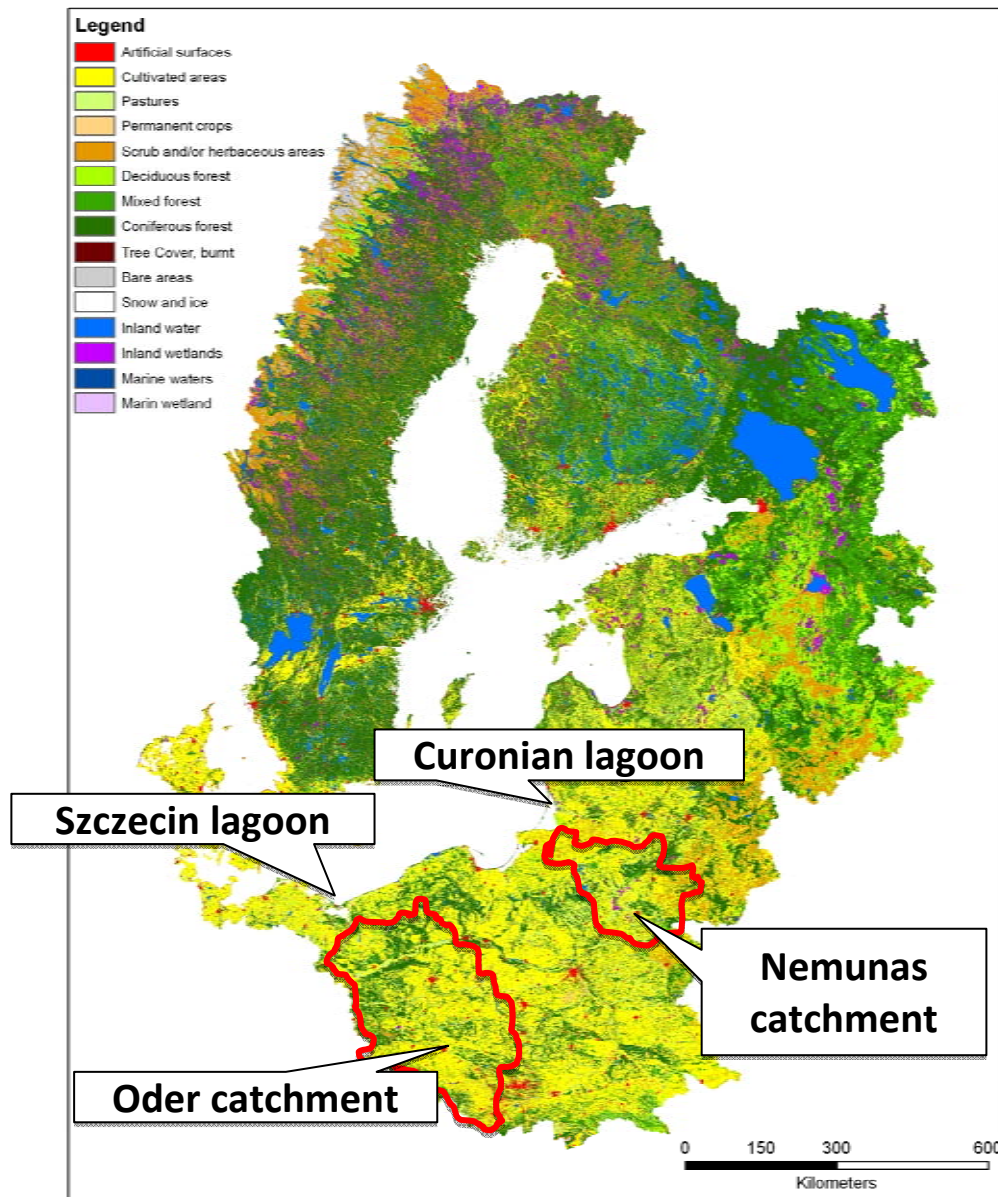 Legend
Artificial surfaces
Cultivated areas
Pastures
Permanent crops
Scrub and/or herbaceous areas
Deciduous forest
Mixed forest
Coniferous forest
Tree Cover, burnt
Bare areas
Snow and ice
Inland water
Inland wetlands
Marine waters
Marin wetland
Curonian lagoon
Szczecin lagoon
Nemunas
catchment
Oder catchment
0 150 300 600
Kilometers